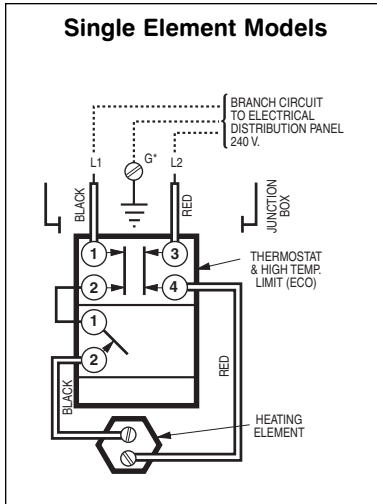 Single Element Models
BRANCH CIRCUIT
TO ELECTRICAL
DISTRIBUTION PANEL
240 V.
L1
G*
L2
BLACK
RED
JUNCTION
BOX
1
3
THERMOSTAT
& HIGH TEMP.
LIMIT (ECO)
2
4
1
2
BLACK
RED
HEATING
ELEMENT